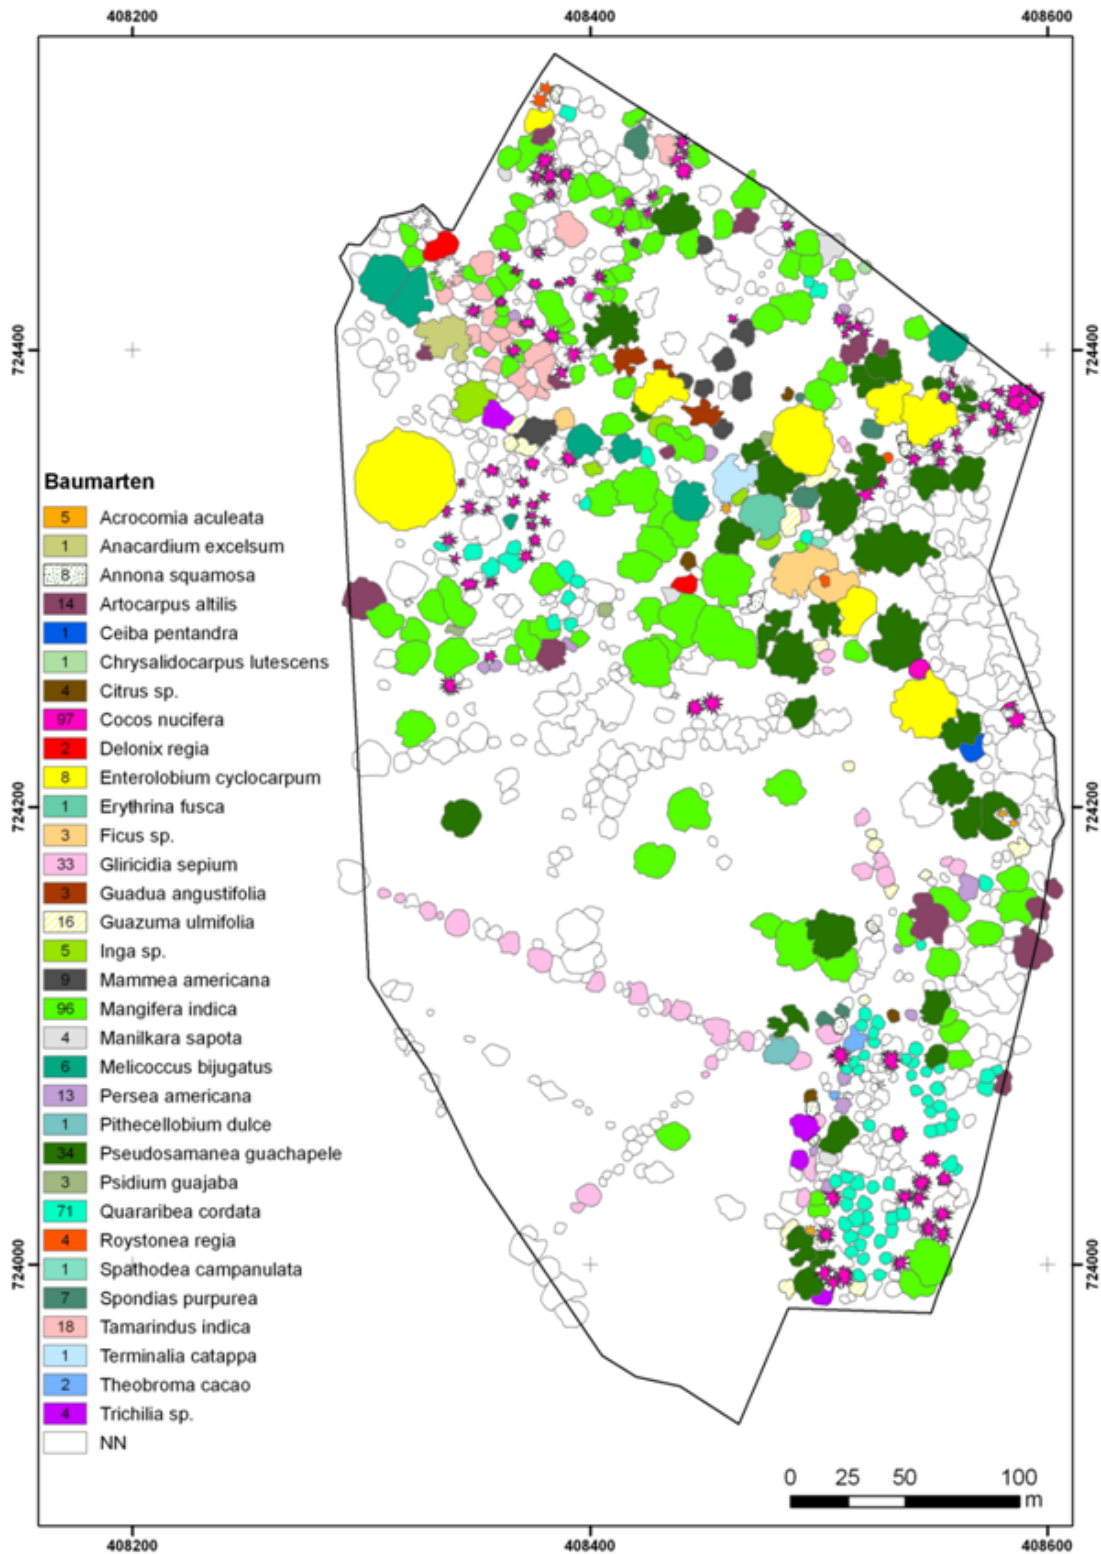 408200 408400 408600
724400 724400
Baumarten
5 Acrocomia aculeata
1 Anacardium excelsum
8 Annona squamosa
14 Artocarpus altilis
1 Ceiba pentandra
1 Chrysalidocarpus lutescens
4 Citrus sp.
97 Cocos nucifera
2 Delonix regia
8 Enterolobium cyclocarpum
1 Erythrina fusca
3 Ficus sp.
33 Gliricidia sepium
3 Guadua angustifolia
16 Guazuma ulmifolia
5 Inga sp.
9 Mammea americana
96 Mangifera indica
4 Manilkara sapota
6 Melicoccus bijugatus
13 Persea americana
1 Pithecellobium dulce
34 Pseudosamanea guachapele
3 Psidium guajaba
71 Quararibea cordata
4 Roystonea regia
1 Spathodea campanulata
7 Spondias purpurea
18 Tamarindus indica
1 Terminalia catappa
2 Theobroma cacao
4 Trichilia sp.
NN
724200 724200
724000 724000
0 25 50 100
m
408200 408400 408600